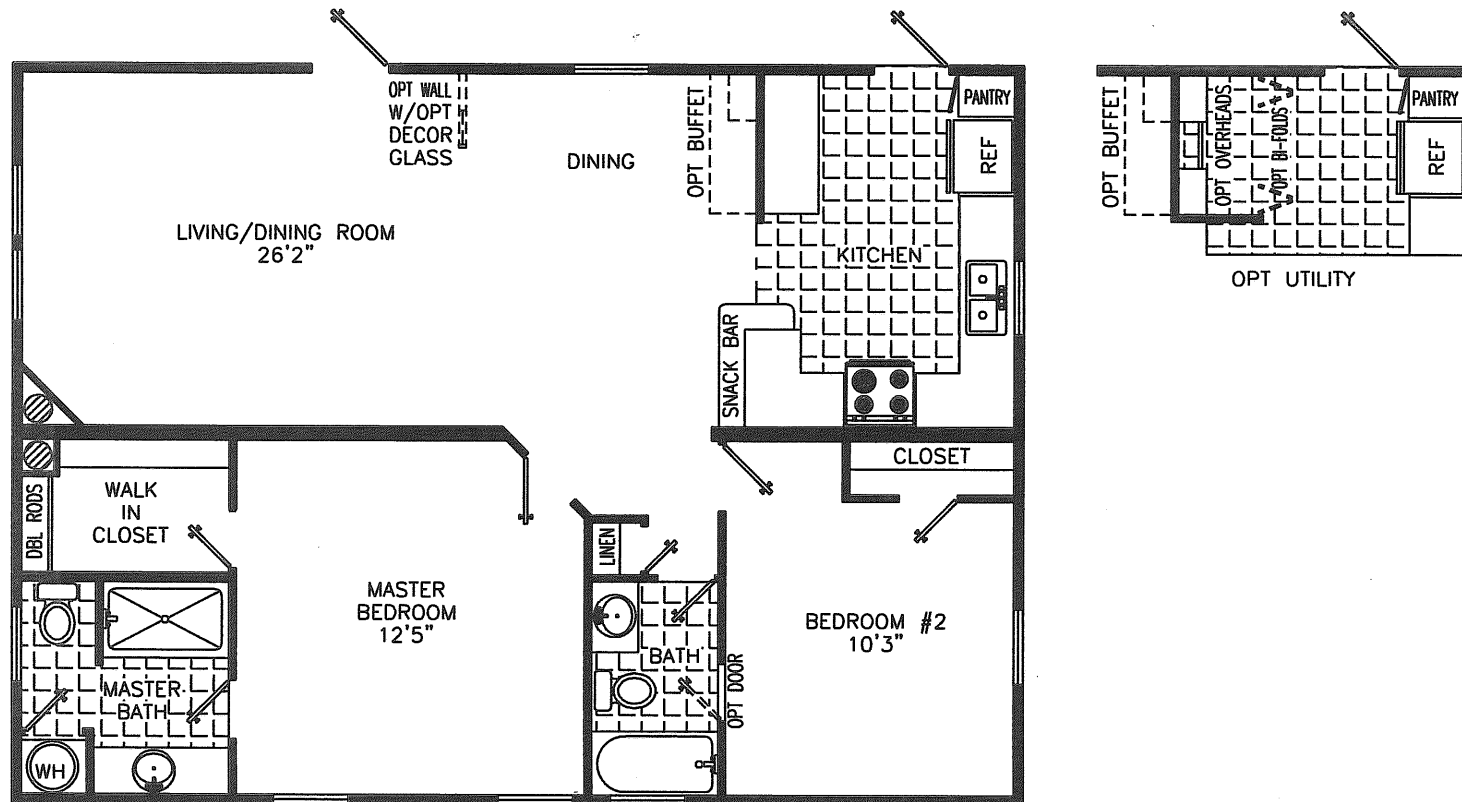 OPT WALL
W/OPT
DECOR
GLASS
DINING
OPT BUFFET
PANTRY
REF
LIVING/DINING ROOM
26'2"
KITCHEN
SNACK BAR
CLOSET
WALK
IN
CLOSET
DBL RODS
LINEN
MASTER
BEDROOM
12'5"
BEDROOM #2
10'3"
BATH
OPT DOOR
MASTER
BATH
WH
OPT BUFFET
OPT OVERHEADS
OPT BI-FOLDS
PANTRY
REF
OPT UTILITY